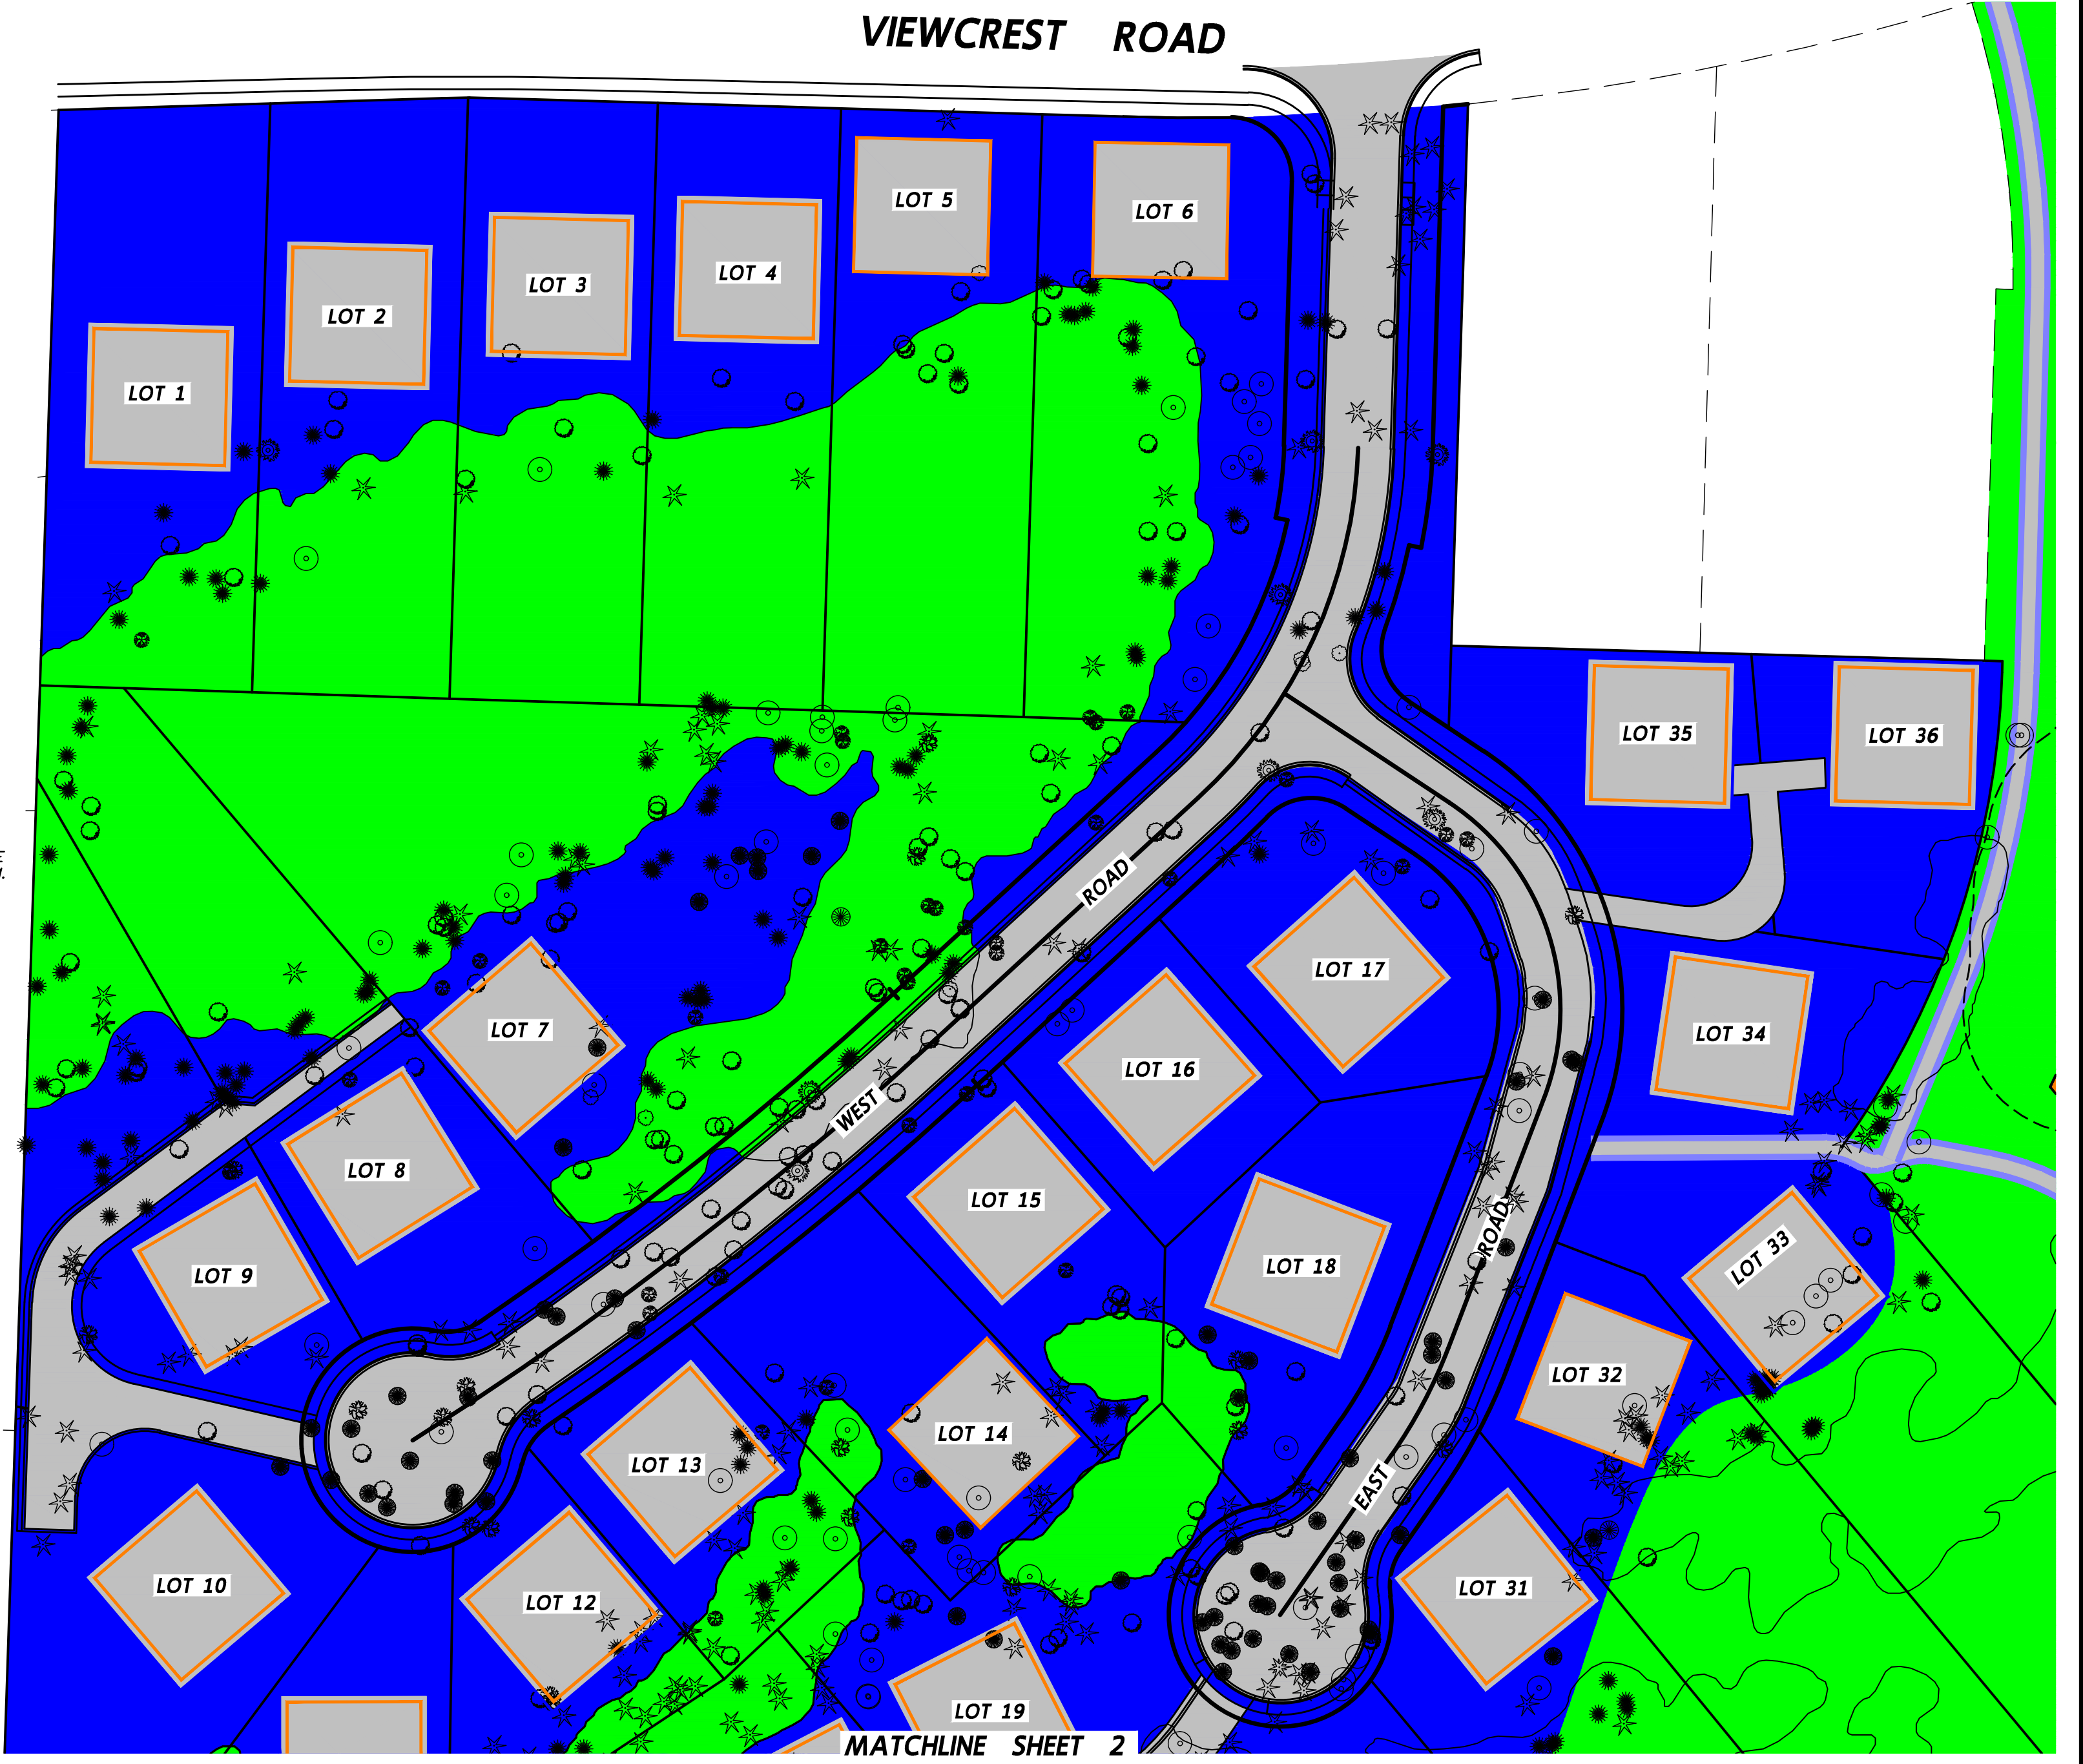 VIEWCREST ROAD
LOT 5
LOT 6
LOT 4
LOT 3
LOT 2
LOT 1
LOT 35
LOT 36
ROAD
LOT 17
LOT 7
LOT 34
LOT 16
WEST
LOT 8
LOT 15
ROAD
LOT 33
LOT 18
LOT 9
LOT 32
LOT 14
LOT 13
EAST
LOT 10
LOT 31
LOT 12
LOT 19
MATCHLINE SHEET 2